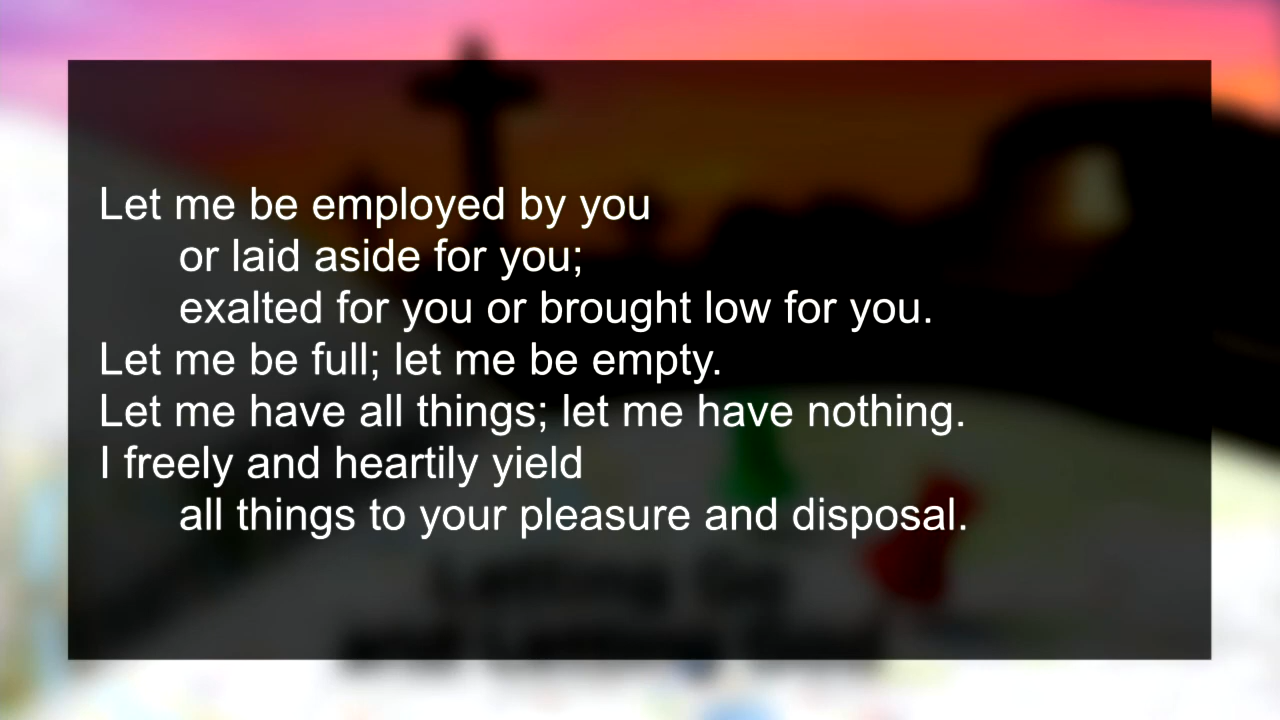 Let me be employed by you
or laid aside for you;
exalted for you or brought low for you.
Let me be full; let me be empty.
Let me have all things; let me have nothing.
I freely and heartily yield
all things to your pleasure and disposal.